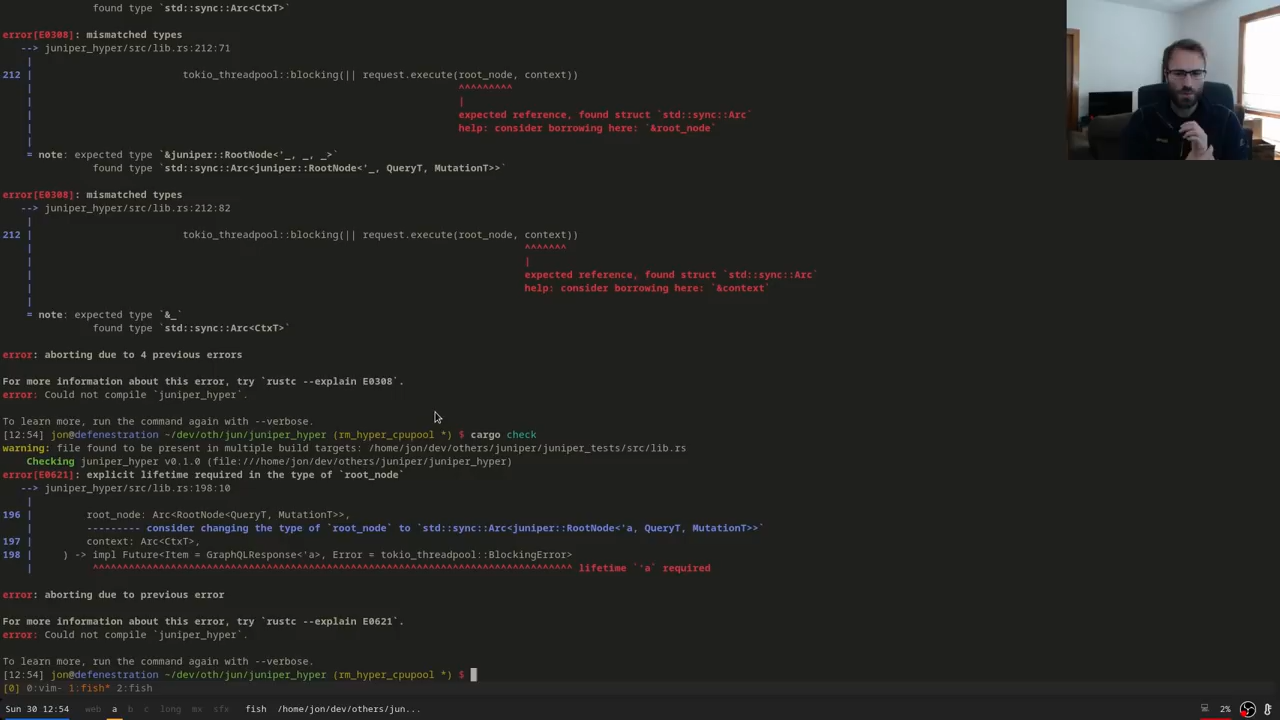 found type `std::sync::Arc<CtxT>`
error[E0308]: mismatched types
--> juniper_hyper/src/lib.rs:212:71
|
212 | tokio_threadpool::blocking(|| request.execute(root_node, context))
| ^^^^^^^^^
| |
| expected reference, found struct `std::sync::Arc`
| help: consider borrowing here: `&root_node`
|
= note: expected type `&juniper::RootNode<'_, _, _>`
found type `std::sync::Arc<juniper::RootNode<'_, QueryT, MutationT>>`
error[E0308]: mismatched types
--> juniper_hyper/src/lib.rs:212:82
|
212 | tokio_threadpool::blocking(|| request.execute(root_node, context))
| ^^^^^^^
| |
| expected reference, found struct `std::sync::Arc`
| help: consider borrowing here: `&context`
|
= note: expected type `&_`
found type `std::sync::Arc<CtxT>`
error: aborting due to 4 previous errors
For more information about this error, try `rustc --explain E0308`.
error: Could not compile `juniper_hyper`.
To learn more, run the command again with --verbose.
[12:54] jon@defenestration ~/dev/oth/jun/juniper_hyper (rm_hyper_cpupool *) $ cargo check
warning: file found to be present in multiple build targets: /home/jon/dev/others/juniper/juniper_tests/src/lib.rs
Checking juniper_hyper v0.1.0 (file:///home/jon/dev/others/juniper/juniper_hyper)
error[E0621]: explicit lifetime required in the type of `root_node`
--> juniper_hyper/src/lib.rs:198:10
|
196 | root_node: Arc<RootNode<QueryT, MutationT>>,
| --------- consider changing the type of `root_node` to `std::sync::Arc<juniper::RootNode<'a, QueryT, MutationT>>`
197 | context: Arc<CtxT>,
198 | ) -> impl Future<Item = GraphQLResponse<'a>, Error = tokio_threadpool::BlockingError>
| ^^^^^^^^^^^^^^^^^^^^^^^^^^^^^^^^^^^^^^^^^^^^^^^^^^^^^^^^^^^^^^^^^^^^^^^^^^^^^^^^ lifetime `'a` required
error: aborting due to previous error
For more information about this error, try `rustc --explain E0621`.
error: Could not compile `juniper_hyper`.
To learn more, run the command again with --verbose.
[12:54] jon@defenestration ~/dev/oth/jun/juniper_hyper (rm_hyper_cpupool *) $
[0] 0:vim- 1:fish* 2:fish
Sun 30 12:54 web a b c long mx sfx fish /home/jon/dev/others/jun... 2%